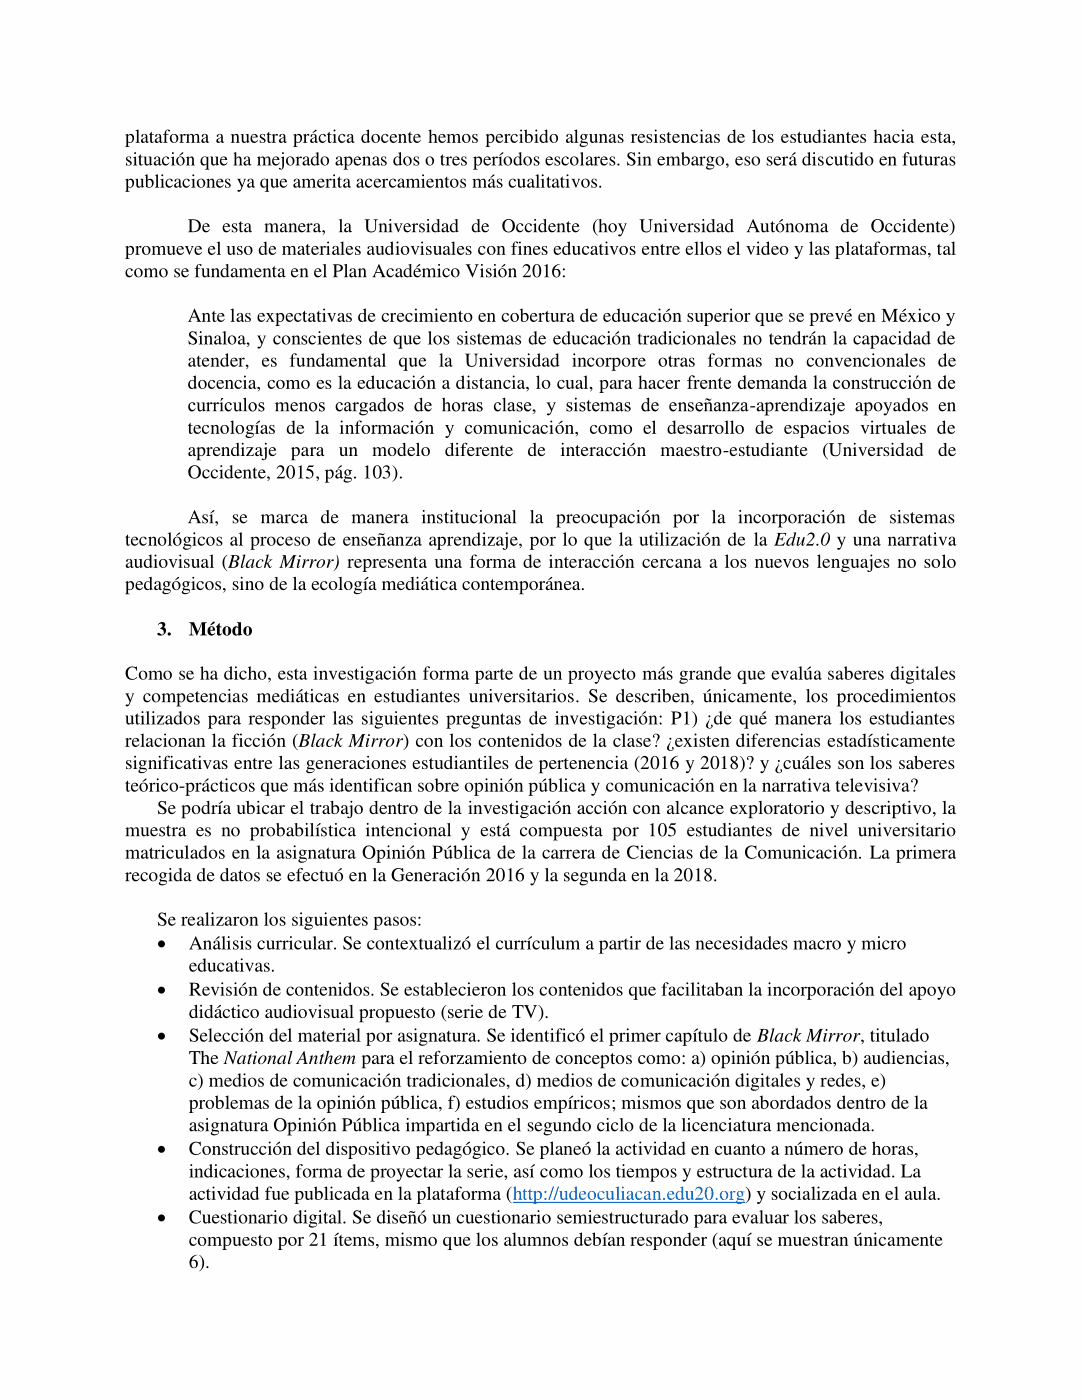 plataforma a nuestra práctica docente hemos percibido algunas resistencias de los estudiantes hacia esta,
situación que ha mejorado apenas dos o tres períodos escolares. Sin embargo, eso será discutido en futuras
publicaciones ya que amerita acercamientos más cualitativos.
De esta manera, la Universidad de Occidente (hoy Universidad Autónoma de Occidente)
promueve el uso de materiales audiovisuales con fines educativos entre ellos el video y las plataformas, tal
como se fundamenta en el Plan Académico Visión 2016:
Ante las expectativas de crecimiento en cobertura de educación superior que se prevé en México y
Sinaloa, y conscientes de que los sistemas de educación tradicionales no tendrán la capacidad de
atender, es fundamental que la Universidad incorpore otras formas no convencionales de
docencia, como es la educación a distancia, lo cual, para hacer frente demanda la construcción de
currículos menos cargados de horas clase, y sistemas de enseñanza-aprendizaje apoyados en
tecnologías de la información y comunicación, como el desarrollo de espacios virtuales de
aprendizaje para un modelo diferente de interacción maestro-estudiante (Universidad de
Occidente, 2015, pág. 103).
Así, se marca de manera institucional la preocupación por la incorporación de sistemas
tecnológicos al proceso de enseñanza aprendizaje, por lo que la utilización de la Edu2.0 y una narrativa
audiovisual (Black Mirror) representa una forma de interacción cercana a los nuevos lenguajes no solo
pedagógicos, sino de la ecología mediática contemporánea.
3. Método
Como se ha dicho, esta investigación forma parte de un proyecto más grande que evalúa saberes digitales
y competencias mediáticas en estudiantes universitarios. Se describen, únicamente, los procedimientos
utilizados para responder las siguientes preguntas de investigación: P1) ¿de qué manera los estudiantes
relacionan la ficción (Black Mirror) con los contenidos de la clase? ¿existen diferencias estadísticamente
significativas entre las generaciones estudiantiles de pertenencia (2016 y 2018)? y ¿cuáles son los saberes
teórico-prácticos que más identifican sobre opinión pública y comunicación en la narrativa televisiva?
Se podría ubicar el trabajo dentro de la investigación acción con alcance exploratorio y descriptivo, la
muestra es no probabilística intencional y está compuesta por 105 estudiantes de nivel universitario
matriculados en la asignatura Opinión Pública de la carrera de Ciencias de la Comunicación. La primera
recogida de datos se efectuó en la Generación 2016 y la segunda en la 2018.
Se realizaron los siguientes pasos:
• Análisis curricular. Se contextualizó el currículum a partir de las necesidades macro y micro
educativas.
• Revisión de contenidos. Se establecieron los contenidos que facilitaban la incorporación del apoyo
didáctico audiovisual propuesto (serie de TV).
• Selección del material por asignatura. Se identificó el primer capítulo de Black Mirror, titulado
The National Anthem para el reforzamiento de conceptos como: a) opinión pública, b) audiencias,
c) medios de comunicación tradicionales, d) medios de comunicación digitales y redes, e)
problemas de la opinión pública, f) estudios empíricos; mismos que son abordados dentro de la
asignatura Opinión Pública impartida en el segundo ciclo de la licenciatura mencionada.
• Construcción del dispositivo pedagógico. Se planeó la actividad en cuanto a número de horas,
indicaciones, forma de proyectar la serie, así como los tiempos y estructura de la actividad. La
actividad fue publicada en la plataforma (http://udeoculiacan.edu20.org) y socializada en el aula.
• Cuestionario digital. Se diseñó un cuestionario semiestructurado para evaluar los saberes,
compuesto por 21 ítems, mismo que los alumnos debían responder (aquí se muestran únicamente
6).